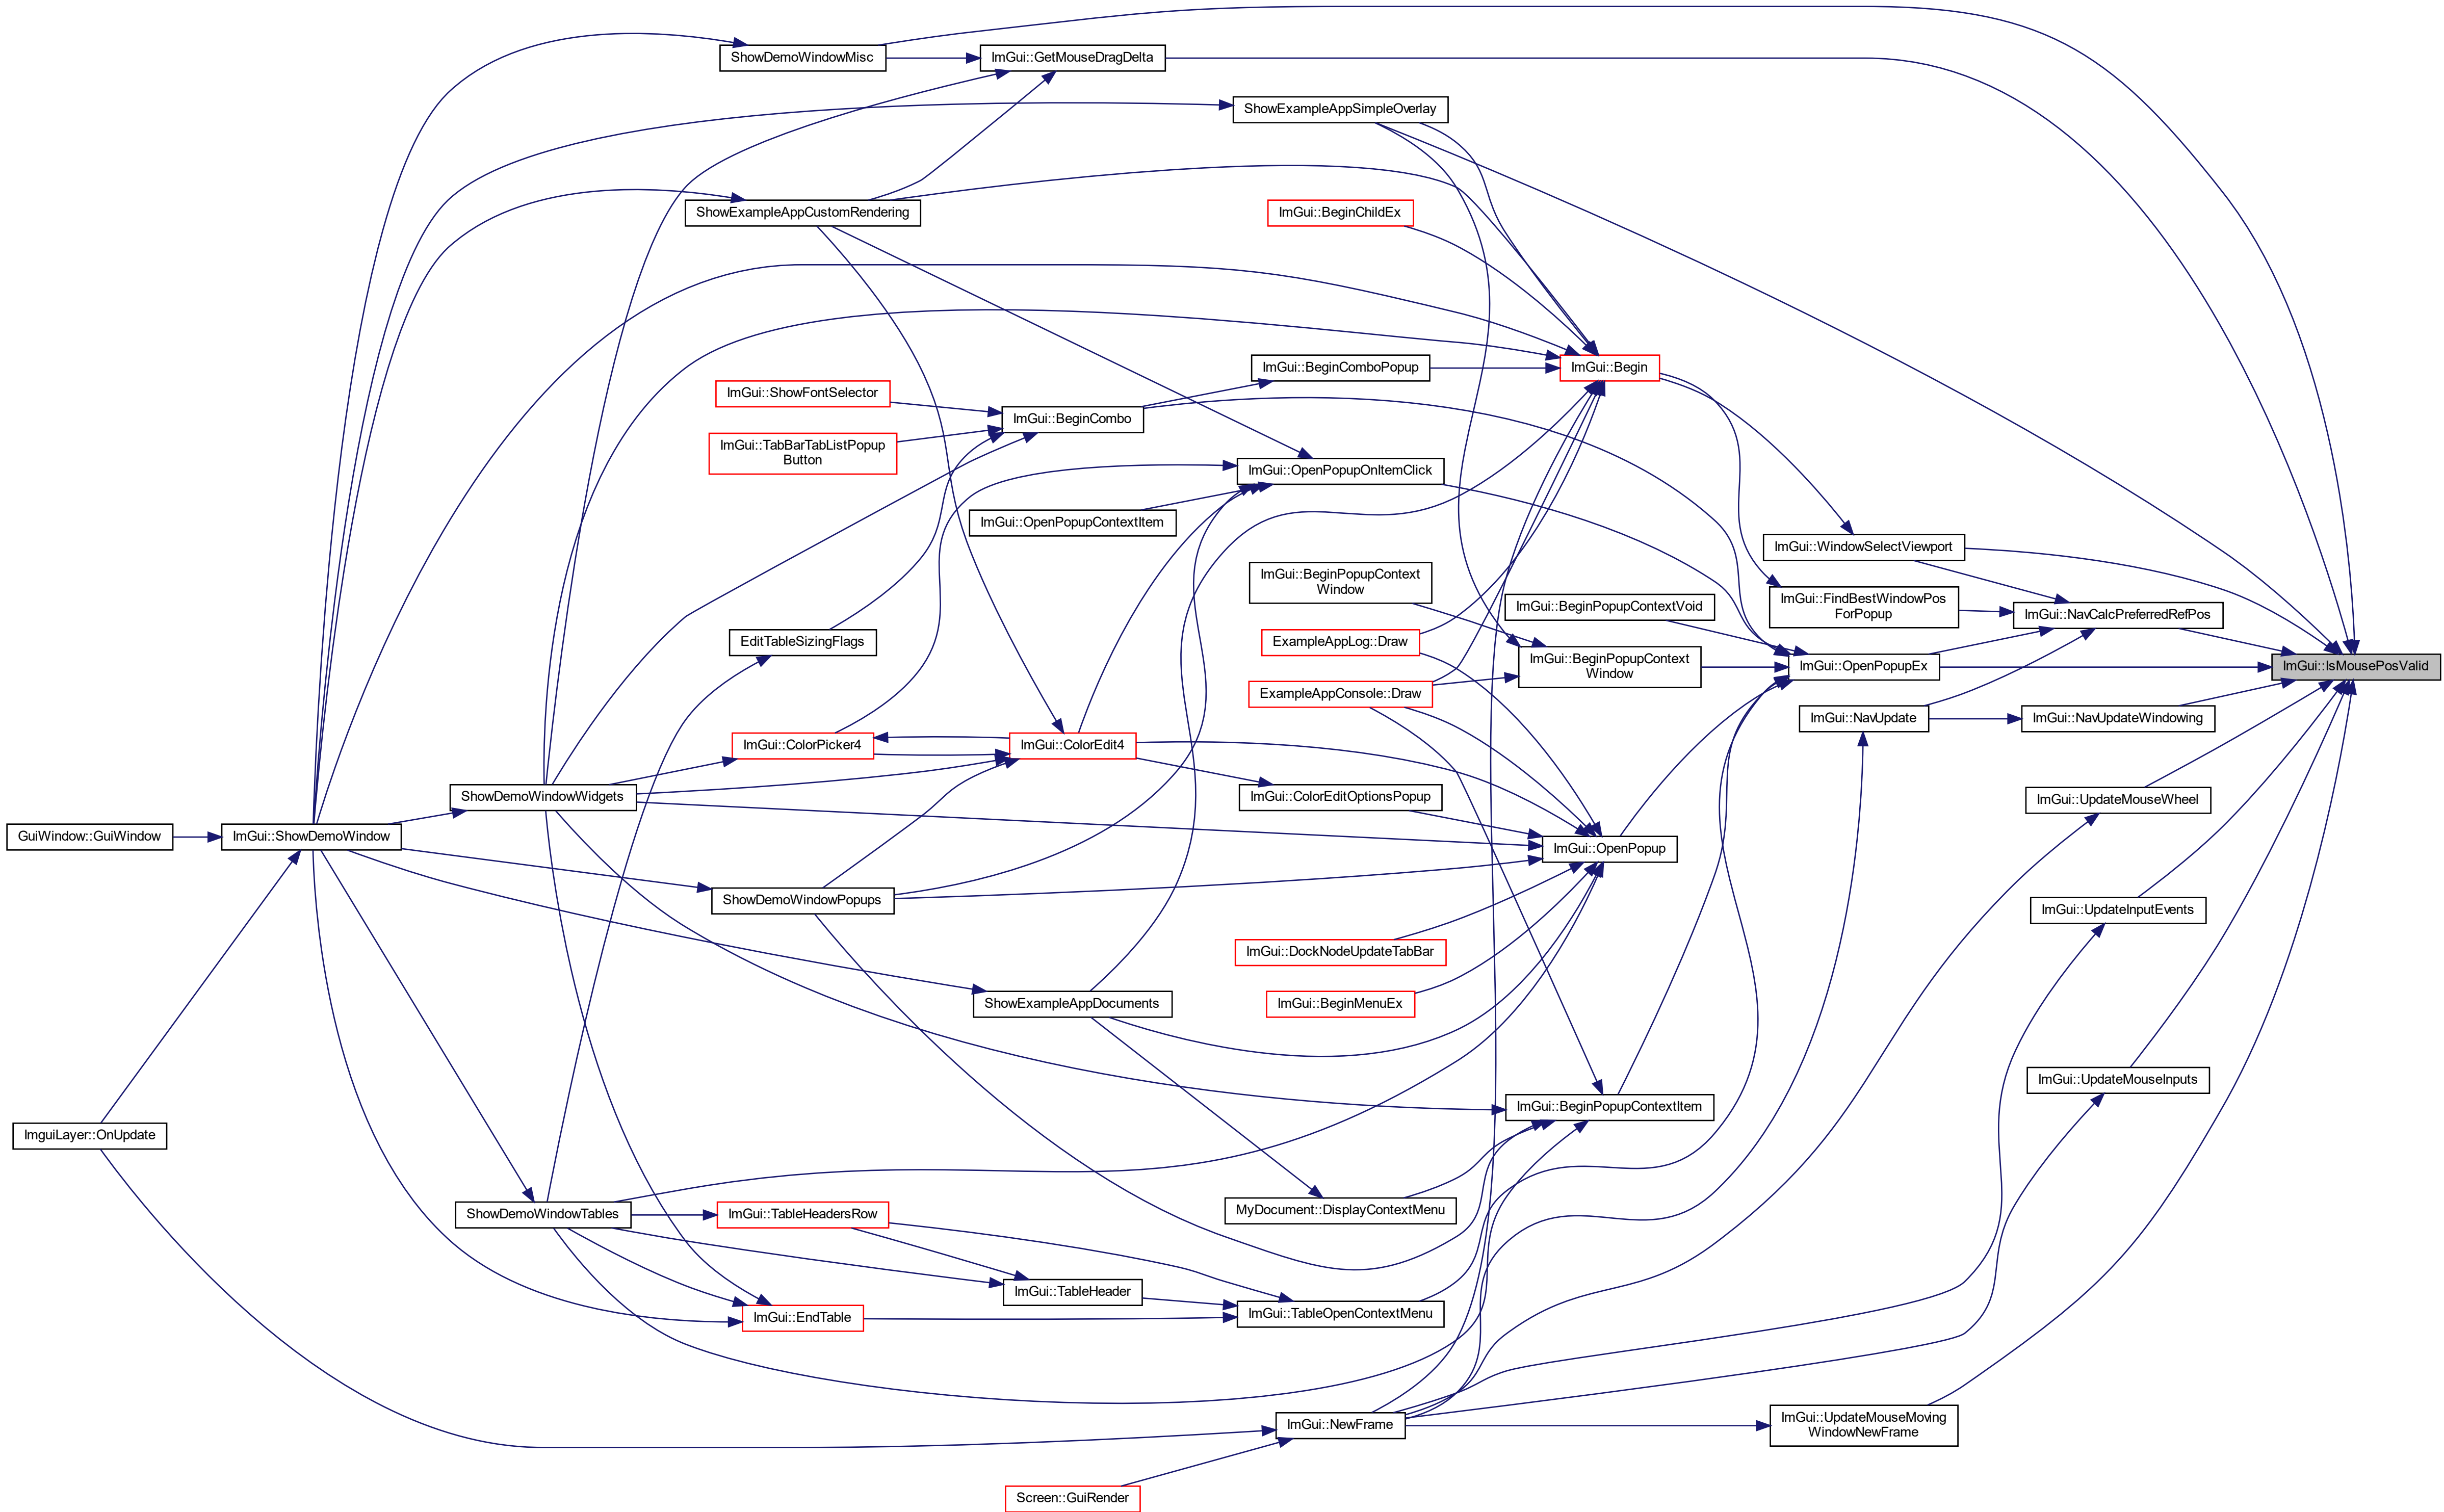 ShowDemoWindowMisc
ImGui::GetMouseDragDelta
ShowExampleAppSimpleOverlay
ShowExampleAppCustomRendering
ImGui::BeginChildEx
ImGui::BeginComboPopup
ImGui::Begin
ImGui::ShowFontSelector
ImGui::BeginCombo
ImGui::TabBarTabListPopup
Button
ImGui::OpenPopupOnItemClick
ImGui::OpenPopupContextItem
ImGui::WindowSelectViewport
ImGui::BeginPopupContext
Window
ImGui::BeginPopupContextVoid
ImGui::FindBestWindowPos
ForPopup
ImGui::NavCalcPreferredRefPos
EditTableSizingFlags
ExampleAppLog::Draw
ImGui::BeginPopupContext
Window
ImGui::OpenPopupEx
ImGui::IsMousePosValid
ExampleAppConsole::Draw
ImGui::NavUpdate
ImGui::NavUpdateWindowing
ImGui::ColorPicker4
ImGui::ColorEdit4
ShowDemoWindowWidgets
ImGui::ColorEditOptionsPopup
ImGui::UpdateMouseWheel
GuiWindow::GuiWindow
ImGui::ShowDemoWindow
ImGui::OpenPopup
ShowDemoWindowPopups
ImGui::UpdateInputEvents
ImGui::DockNodeUpdateTabBar
ShowExampleAppDocuments
ImGui::BeginMenuEx
ImGui::UpdateMouseInputs
ImGui::BeginPopupContextItem
ImguiLayer::OnUpdate
ShowDemoWindowTables
ImGui::TableHeadersRow
MyDocument::DisplayContextMenu
ImGui::TableHeader
ImGui::EndTable
ImGui::TableOpenContextMenu
ImGui::NewFrame
ImGui::UpdateMouseMoving
WindowNewFrame
Screen::GuiRender